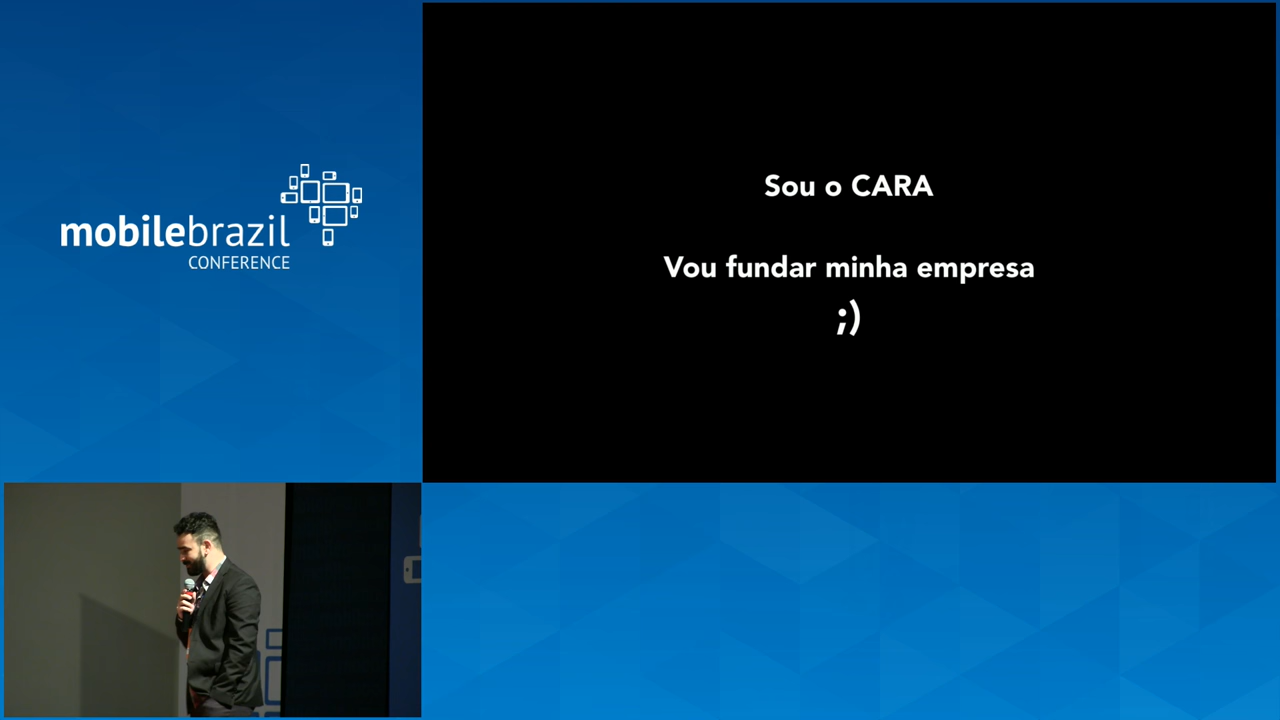 mobilebrazil
CONFERENCE
Sou o CARA
Vou fundar minha empresa
;)